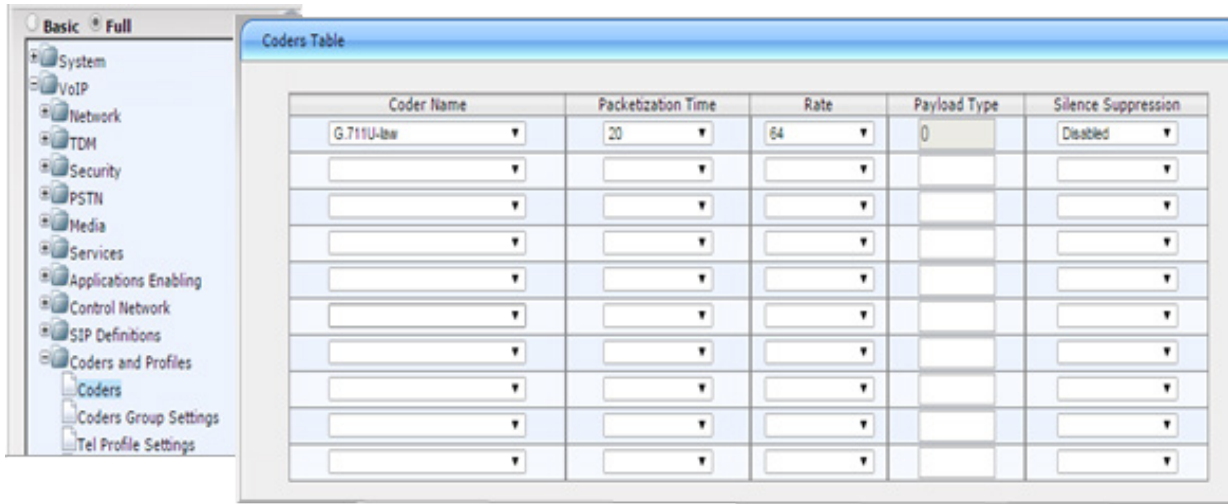 Basic Full
System
VoIP
Network
TDM
Security
PSTN
Media
Services
Applications Enabling
Control Network
SIP Definitions
Coders and Profiles
Coders
Coders Group Settings
Tel Profile Settings
Coders Table
Coder Name Packetization Time Rate Payload Type Silence Suppression
G.711U-law 20 64 0 Disabled